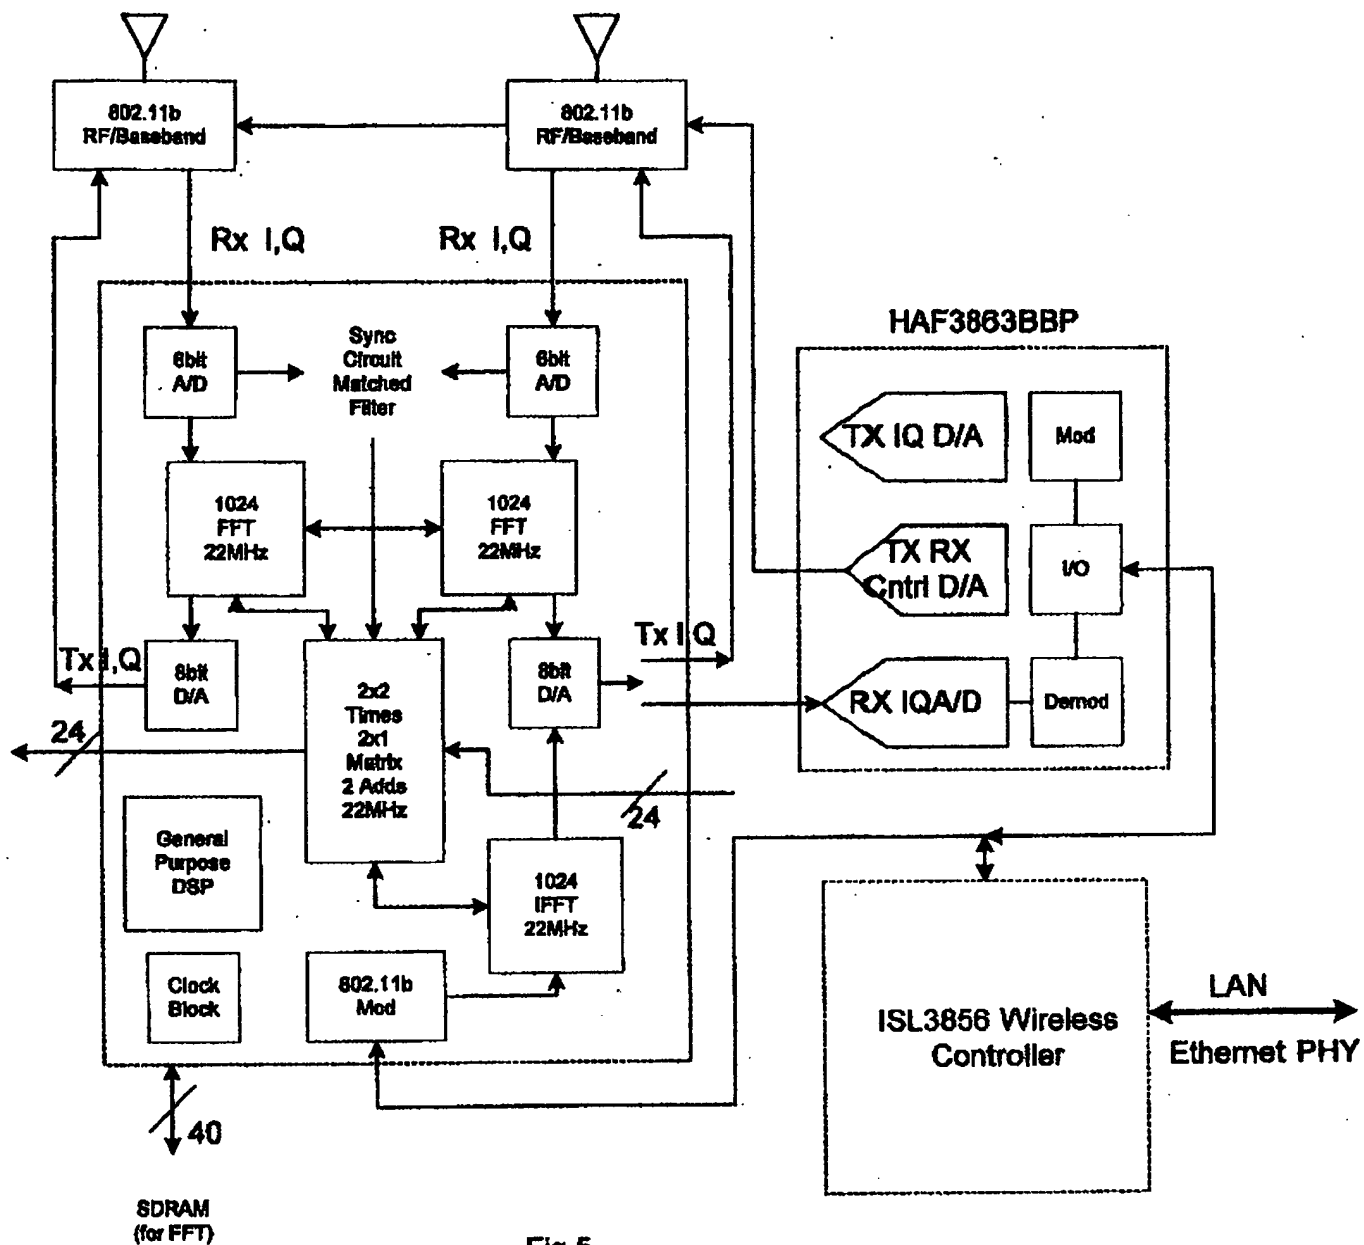 802.11b
RF/Baseband
802.11b
RF/Baseband
Rx I,Q
Rx I,Q
6bit
A/D
Sync
Circuit
Matched
Filter
6bit
A/D
HAF3863BBP
TX IQ D/A
Mod
1024
FFT
22MHz
1024
FFT
22MHz
TX RX
Cntrl D/A
I/O
Tx I,Q
8bit
D/A
2x2
Times
2x1
Matrix
2 Adds
22MHz
8bit
D/A
Tx I,Q
RX IQA/D
Demod
24
24
General
Purpose
DSP
1024
IFFT
22MHz
Clock
Block
802.11b
Mod
ISL3856 Wireless
Controller
LAN
Ethernet PHY
40
SDRAM
(for FFT)
Fig 5